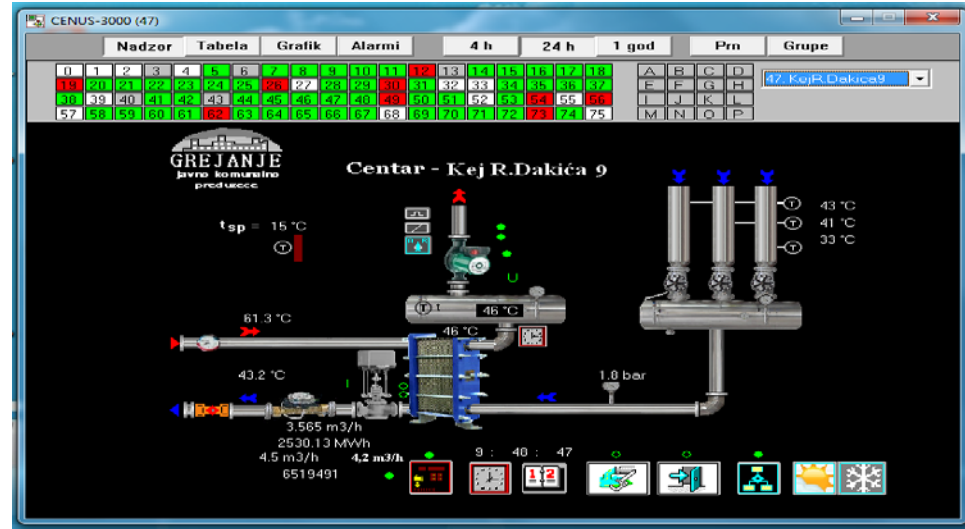 CENUS-3000 (47)
Nadzor Tabela Grafik Alarmi 4 h 24 h 1 god Prn Grupe
0 1 2 3 4 5 6 7 8 9 10 11 12 13 14 15 16 17 18 A B C D
47. KejR.Dakica9
19 20 21 22 23 24 25 26 27 28 29 30 31 32 33 34 35 36 37 E F G H
38 39 40 41 42 43 44 45 46 47 48 49 50 51 52 53 54 55 56 I J K L
57 58 59 60 61 62 63 64 65 66 67 68 69 70 71 72 73 74 75 M N O P
GREJANJE
javno komunalno
preduzece
Centar - Kej R.Dakića 9
tsp = 15 °C
T
T 43 °C
T 41 °C
T 33 °C
U
T 1 46 °C
61.3 °C
46 °C
43.2 °C
I
1.8 bar
3.565 m3/h
2530.13 MWh
4.5 m3/h 4,2 m3/h
9 : 48 : 47
6519491
1 2